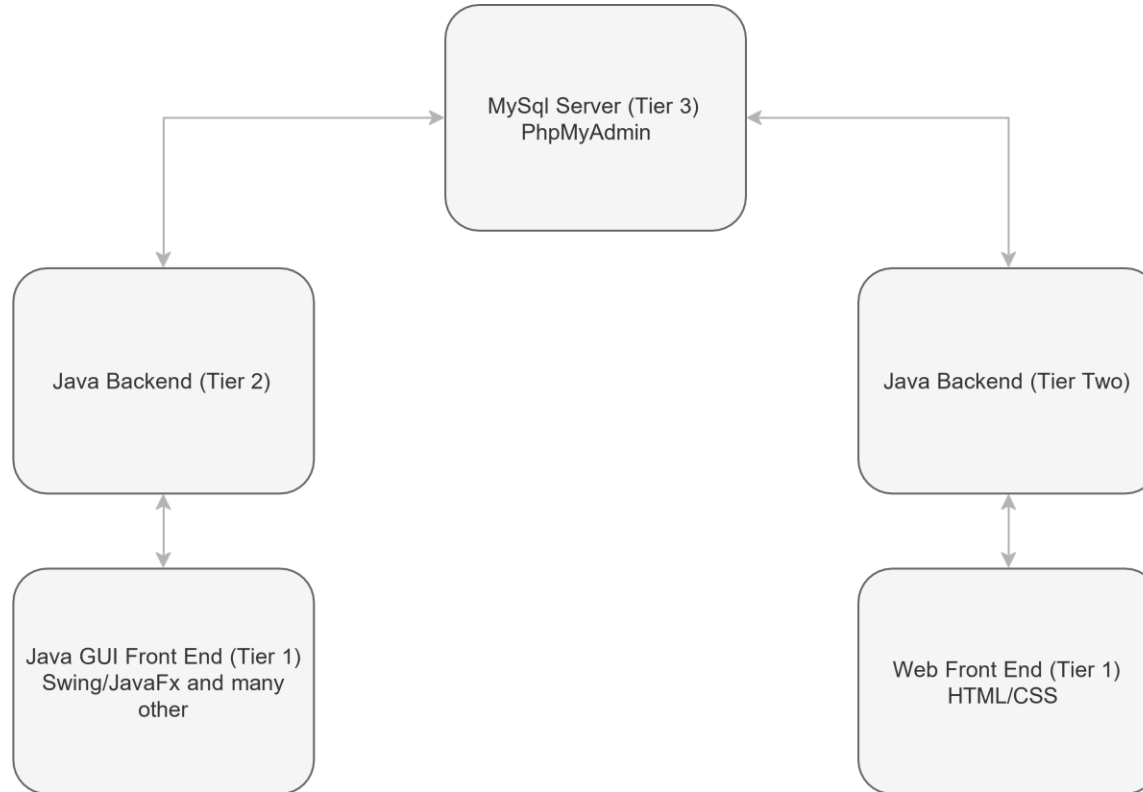 MySql Server (Tier 3)
PhpMyAdmin
Java Backend (Tier 2)
Java Backend (Tier Two)
Java GUI Front End (Tier 1)
Swing/JavaFx and many
other
Web Front End (Tier 1)
HTML/CSS